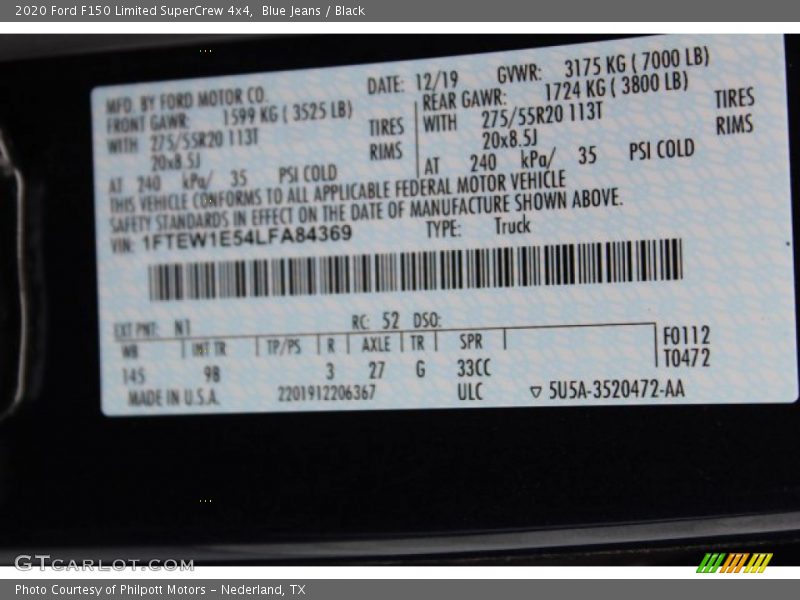 2020 Ford F150 Limited SuperCrew 4x4, Blue Jeans / Black
MFD. BY FORD MOTOR CO.
DATE: 12/19
GVWR: 3175 KG ( 7000 LB)
FRONT GAWR: 1599 KG ( 3525 LB)
REAR GAWR: 1724 KG ( 3800 LB)
WITH 275/55R20 113T TIRES
WITH 275/55R20 113T TIRES
20x8.5J RIMS
20x8.5J RIMS
AT 240 kPa/ 35 PSI COLD
AT 240 kPa/ 35 PSI COLD
THIS VEHICLE CONFORMS TO ALL APPLICABLE FEDERAL MOTOR VEHICLE
SAFETY STANDARDS IN EFFECT ON THE DATE OF MANUFACTURE SHOWN ABOVE.
VIN: 1FTEW1E54LFA84369
TYPE: Truck
EXT PNT: N1 RC: 52 DSO:
WB INT TR TP/PS R AXLE TR SPR
F0112
T0472
145 9B 3 27 G 33CC
MADE IN U.S.A. 2201912206367 ULC ▽ 5U5A-3520472-AA
GTCARLOT.COM
Photo Courtesy of Philpott Motors - Nederland, TX